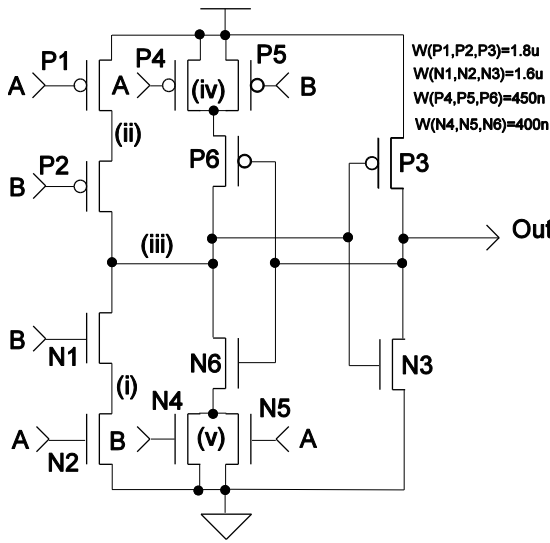 W(P1,P2,P3)=1.8u
W(N1,N2,N3)=1.6u
W(P4,P5,P6)=450n
W(N4,N5,N6)=400n
P1 P4 P5
A A (iv) B
(ii)
P6 P3
P2
B
(iii) Out
B
N1 N6 N3
(i)
N4 N5
A B (v) A
N2